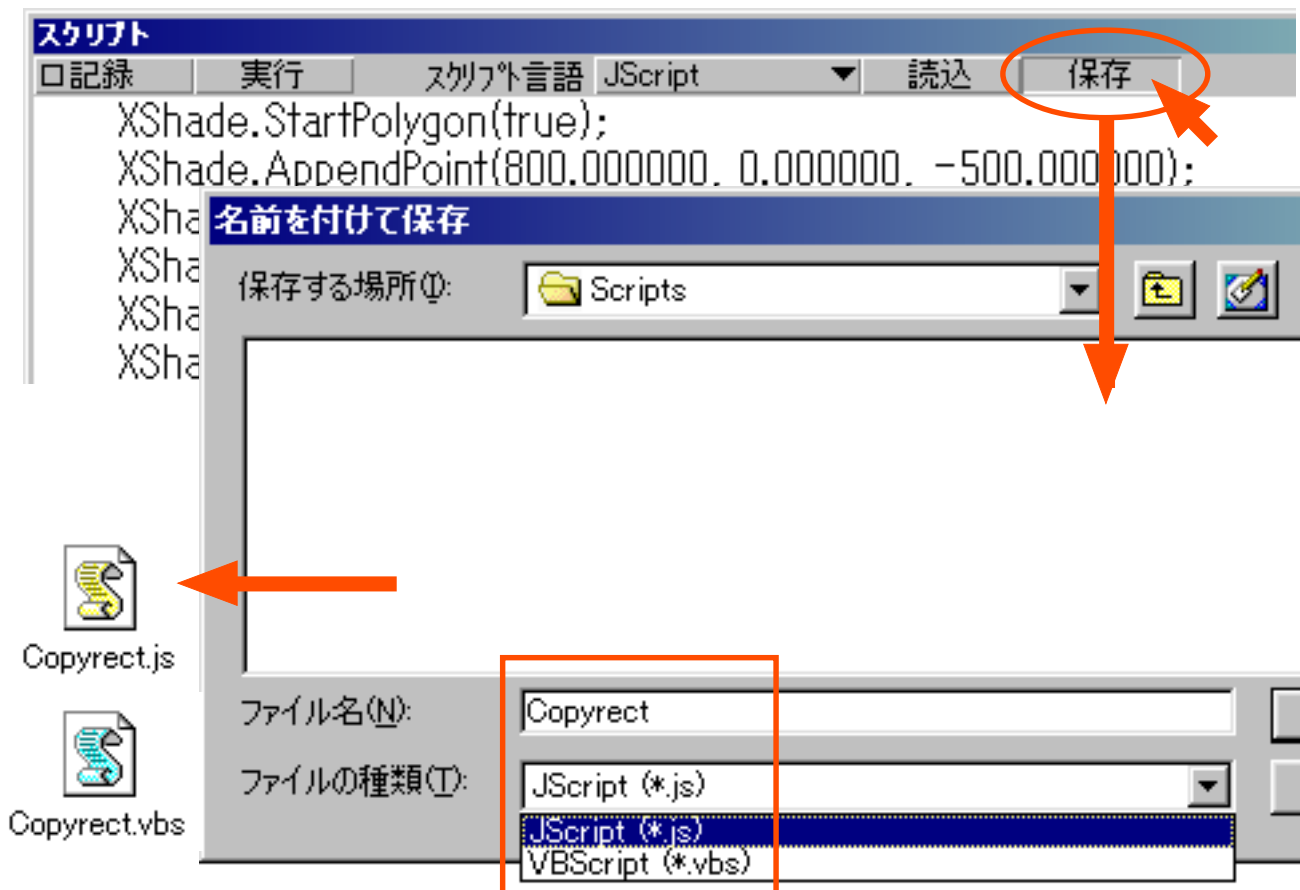 スクリプト
口記録 実行 スクリプト言語 JScript 読込 保存
XShade.StartPolygon(true);
XShade.AppendPoint(800.000000, 0.000000, -500.000000);
XSha
XSha
XSha
XSha
名前を付けて保存
保存する場所(I): Scripts
Copyrect.js
ファイル名(N): Copyrect
ファイルの種類(T): JScript (*.js)
JScript (*.js)
VBScript (*.vbs)
Copyrect.vbs